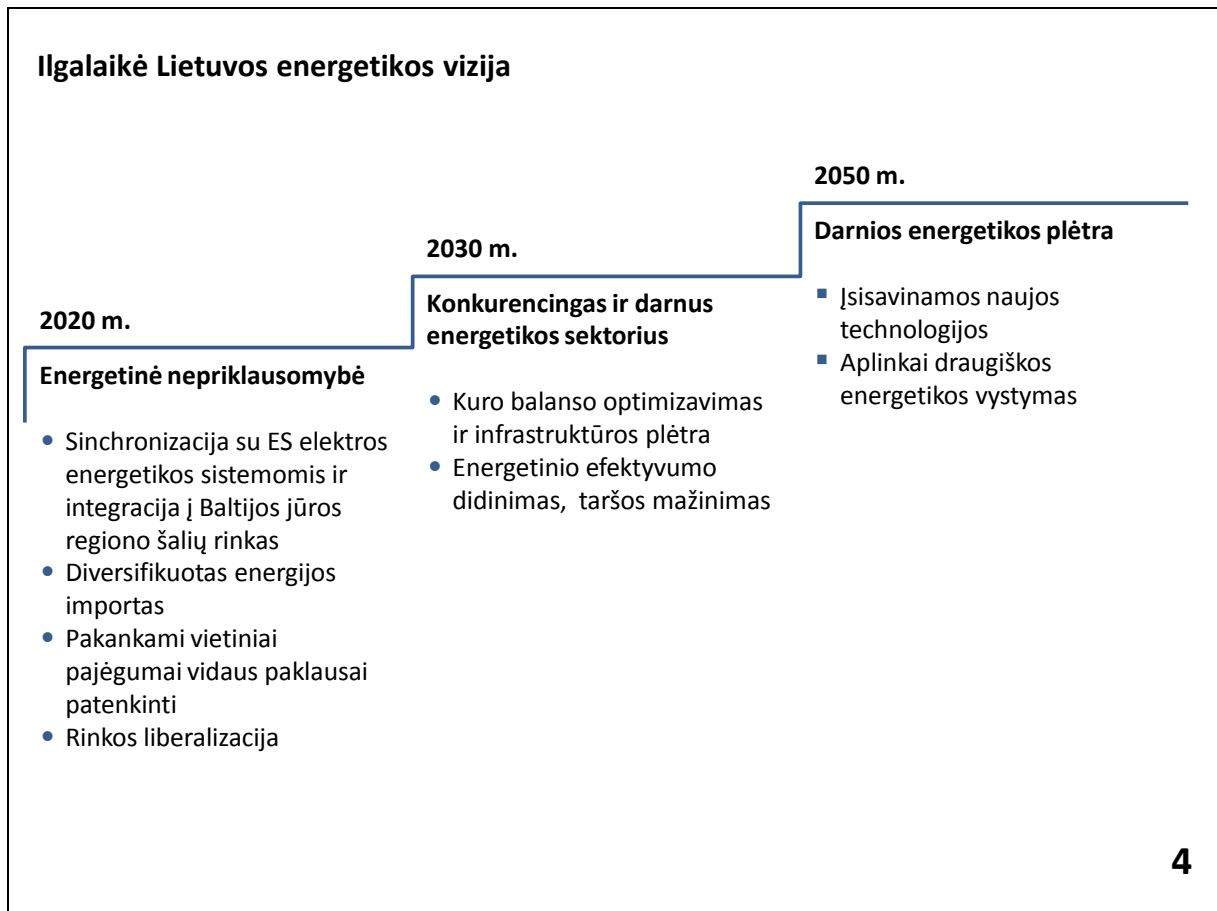 Ilgalaikė Lietuvos energetikos vizija
2020 m.
Energetinė nepriklausomybė
• Sinchronizacija su ES elektros
energetikos sistemomis ir
integracija į Baltijos jūros
regiono šalių rinkas
• Diversifikuotas energijos
importas
• Pakankami vietiniai
pajėgumai vidaus paklausai
patenkinti
• Rinkos liberalizacija
2030 m.
Konkurencingas ir darnus
energetikos sektorius
• Kuro balanso optimizavimas
ir infrastruktūros plėtra
• Energetinio efektyvumo
didinimas, taršos mažinimas
2050 m.
Darnios energetikos plėtra
▪ Įsisavinamos naujos
technologijos
▪ Aplinkai draugiškos
energetikos vystymas
4